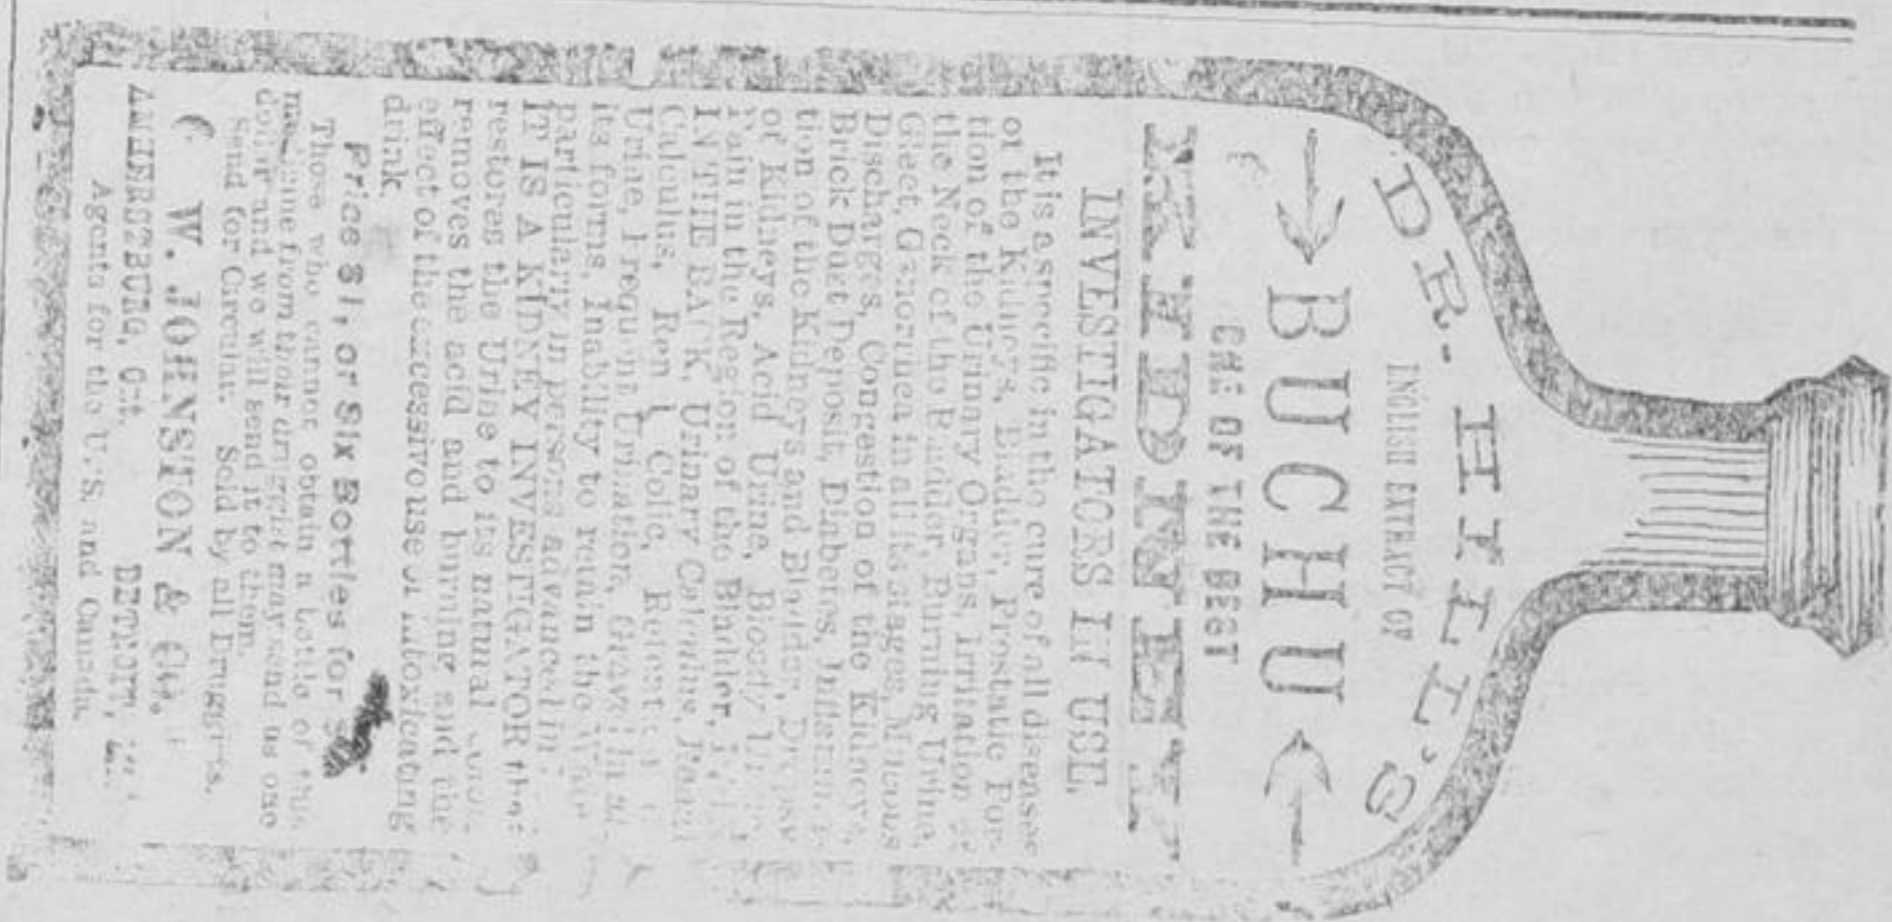 DR. HELL'S
ENGLISH EXTRACT OF
BUCHU
ONE OF THE BEST
KIDNEY
INVESTIGATORS IN USE.
It is a specific in the cure of all diseases
of the Kidneys, Bladder, Prostatic Por-
tion of the Urinary Organs, Irritation of
the Neck of the Bladder, Burning Urine,
Gleet, Gonorrhœa in all its stages, Mucous
Discharges, Congestion of the Kidneys,
Brick Dust Deposit, Diabetes, Inflamma-
tion of the Kidneys and Bladder, Dropsy
of Kidneys, Acid Urine, Bloody Urine,
Pain in the Region of the Bladder, PAIN
IN THE BACK, Urinary Calculus, Renal
Calculus, Renal Colic, Retention of
Urine, Frequent Urination, Gravel in all
its forms, Inability to retain the Water,
particularly in persons advanced in
IT IS A KIDNEY INVESTIGATOR that
restores the Urine to its natural color,
removes the acid and burning and the
effect of the excessive use of intoxicating
drink.
Price $1, or Six Bottles for
Those who cannot obtain a bottle of this
medicine from their druggist may send us one
dollar and we will send it to them.
Send for Circular. Sold by all Druggists.
W. JOHNSTON & Co.
AMHERSTBURG, Ont. DETROIT,
Agents for the U.S. and Canada.